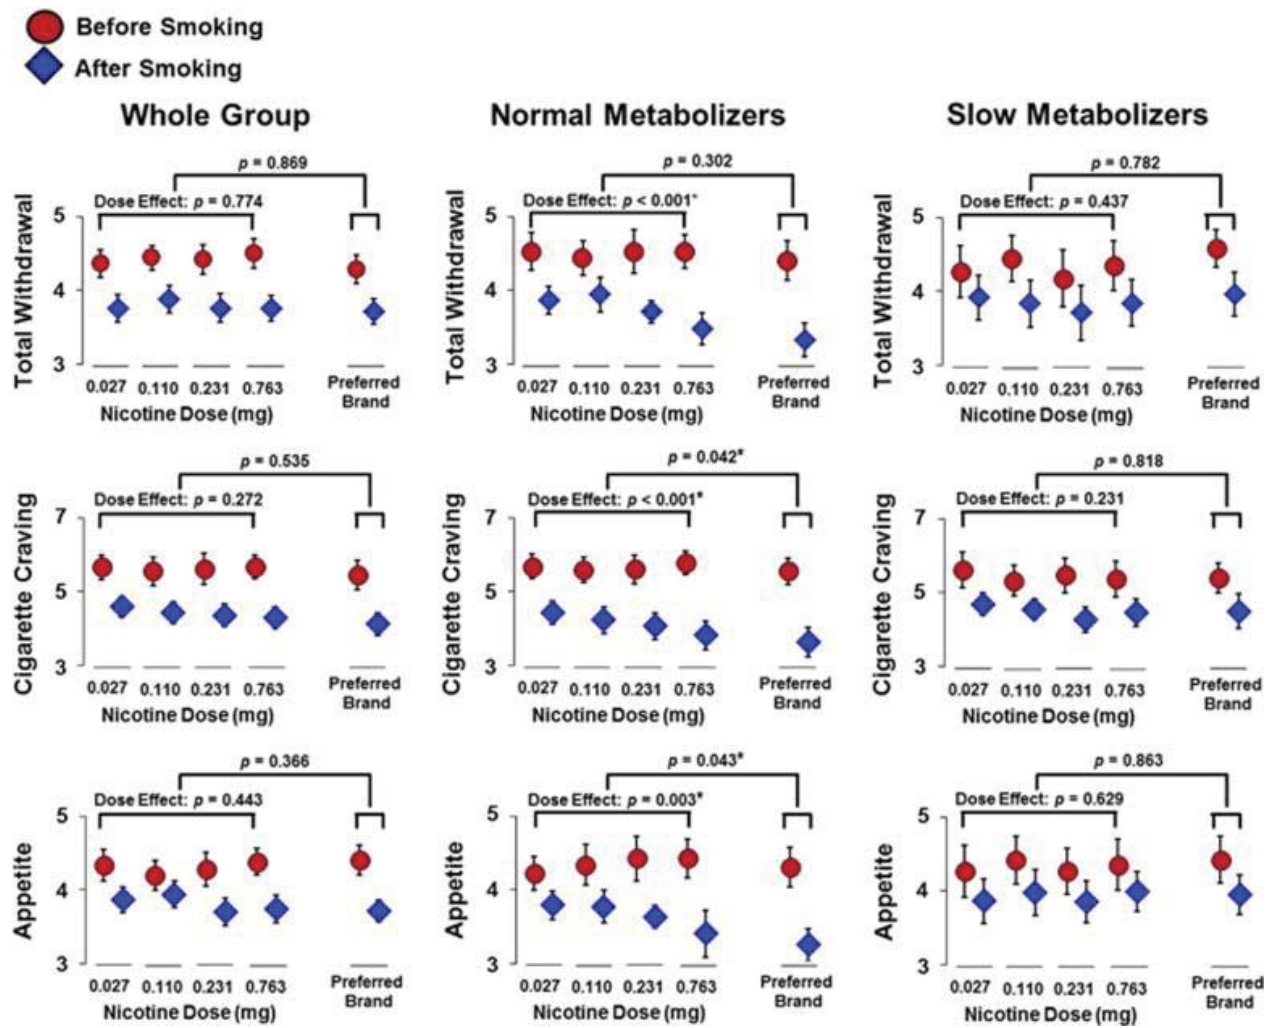 Before Smoking
After Smoking
Whole Group
Normal Metabolizers
Slow Metabolizers
p = 0.869
Dose Effect: p = 0.774
Total Withdrawal
5
4
3
0.027 0.110 0.231 0.763
Preferred
Brand
Nicotine Dose (mg)
p = 0.302
Dose Effect: p < 0.001*
Total Withdrawal
5
4
3
0.027 0.110 0.231 0.763
Preferred
Brand
Nicotine Dose (mg)
p = 0.782
Dose Effect: p = 0.437
Total Withdrawal
5
4
3
0.027 0.110 0.231 0.763
Preferred
Brand
Nicotine Dose (mg)
p = 0.535
Dose Effect: p = 0.272
Cigarette Craving
7
5
3
0.027 0.110 0.231 0.763
Preferred
Brand
Nicotine Dose (mg)
p = 0.042*
Dose Effect: p < 0.001*
Cigarette Craving
7
5
3
0.027 0.110 0.231 0.763
Preferred
Brand
Nicotine Dose (mg)
p = 0.818
Dose Effect: p = 0.231
Cigarette Craving
7
5
3
0.027 0.110 0.231 0.763
Preferred
Brand
Nicotine Dose (mg)
p = 0.366
Dose Effect: p = 0.443
Appetite
5
4
3
0.027 0.110 0.231 0.763
Preferred
Brand
Nicotine Dose (mg)
p = 0.043*
Dose Effect: p = 0.003*
Appetite
5
4
3
0.027 0.110 0.231 0.763
Preferred
Brand
Nicotine Dose (mg)
p = 0.863
Dose Effect: p = 0.629
Appetite
5
4
3
0.027 0.110 0.231 0.763
Preferred
Brand
Nicotine Dose (mg)